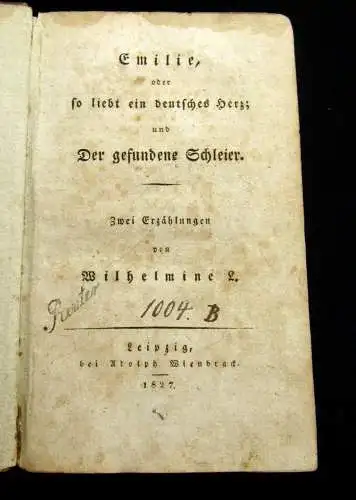 Emilie,
oder
so liebt ein deutsches Herz;
und
Der gefundene Schleier.
Zwei Erzählungen
von
Wilhelmine L.
1004. B
Leipzig,
bei Adolph Wienbrack.
1827.